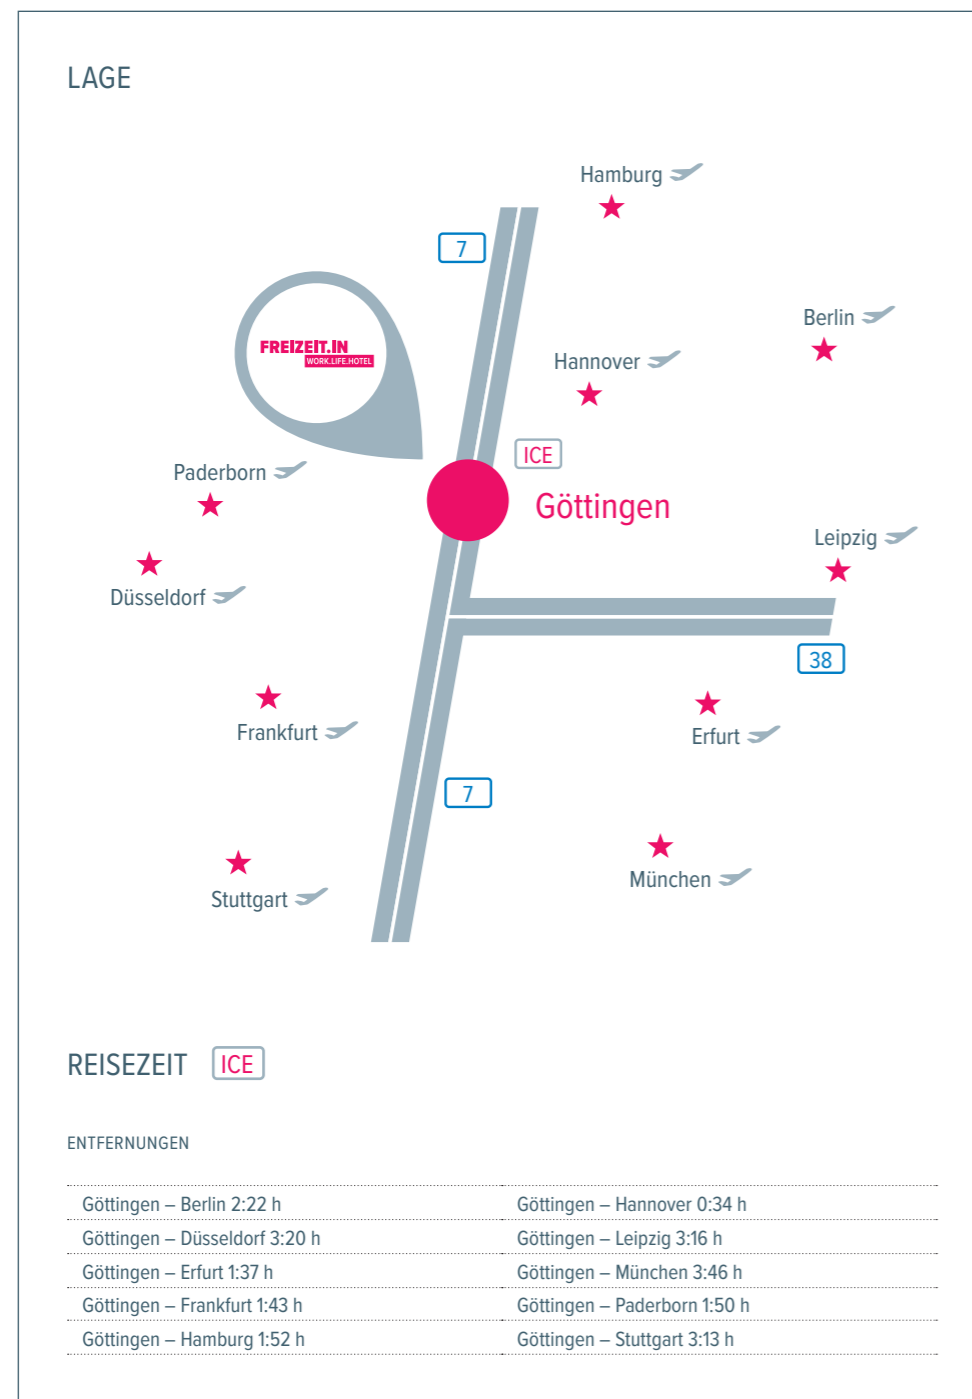 LAGE
Hamburg
7
Berlin
FREIZEIT.IN
WORK.LIFE.HOTEL
Hannover
ICE
Paderborn
Göttingen
Leipzig
Düsseldorf
38
Frankfurt
Erfurt
7
München
Stuttgart
REISEZEIT ICE
ENTFERNUNGEN
Göttingen – Berlin 2:22 h
Göttingen – Hannover 0:34 h
Göttingen – Düsseldorf 3:20 h
Göttingen – Leipzig 3:16 h
Göttingen – Erfurt 1:37 h
Göttingen – München 3:46 h
Göttingen – Frankfurt 1:43 h
Göttingen – Paderborn 1:50 h
Göttingen – Hamburg 1:52 h
Göttingen – Stuttgart 3:13 h